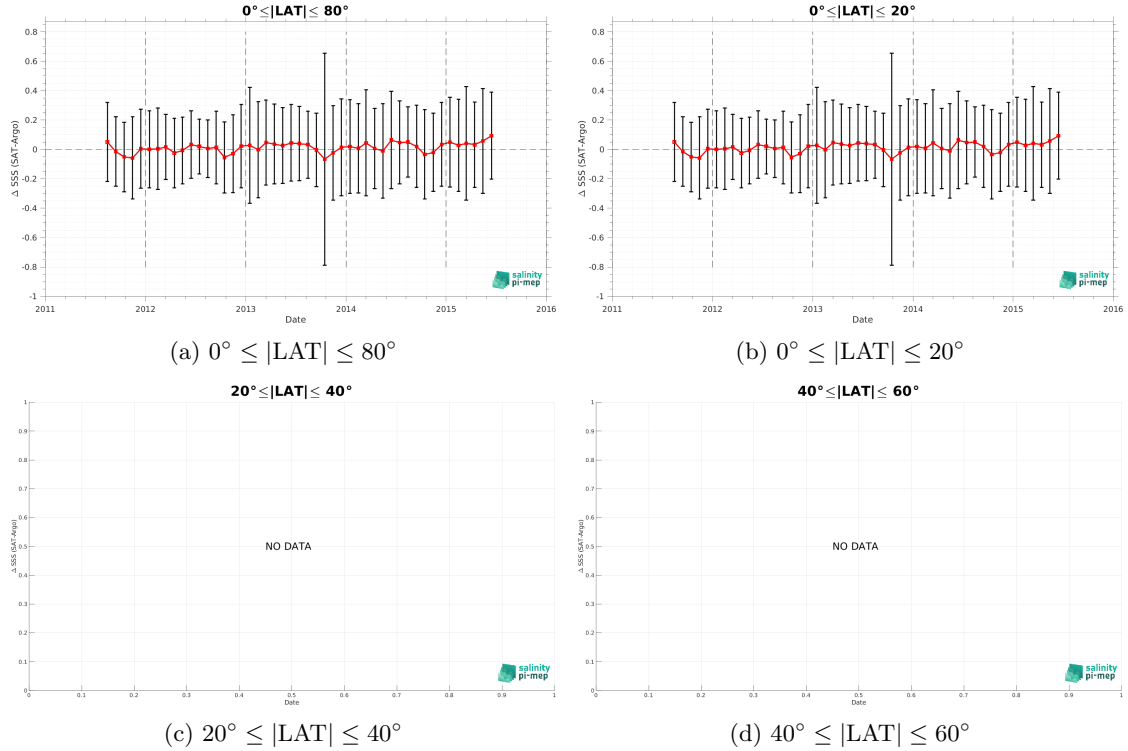 0°≤|LAT|≤ 80°
Δ SSS (SAT-Argo)
0.8
0.6
0.4
0.2
0
-0.2
-0.4
-0.6
-0.8
-1
2011
2012
2013
2014
2015
2016
Date
salinity
pi-mep
(a) 0° ≤ |LAT| ≤ 80°
0°≤|LAT|≤ 20°
Δ SSS (SAT-Argo)
0.8
0.6
0.4
0.2
0
-0.2
-0.4
-0.6
-0.8
-1
2011
2012
2013
2014
2015
2016
Date
salinity
pi-mep
(b) 0° ≤ |LAT| ≤ 20°
20°≤|LAT|≤ 40°
Δ SSS (SAT-Argo)
1
0.9
0.8
0.7
0.6
0.5
0.4
0.3
0.2
0.1
0
NO DATA
0
0.1
0.2
0.3
0.4
0.5
0.6
0.7
0.8
0.9
1
Date
salinity
pi-mep
(c) 20° ≤ |LAT| ≤ 40°
40°≤|LAT|≤ 60°
Δ SSS (SAT-Argo)
1
0.9
0.8
0.7
0.6
0.5
0.4
0.3
0.2
0.1
0
NO DATA
0
0.1
0.2
0.3
0.4
0.5
0.6
0.7
0.8
0.9
1
Date
salinity
pi-mep
(d) 40° ≤ |LAT| ≤ 60°